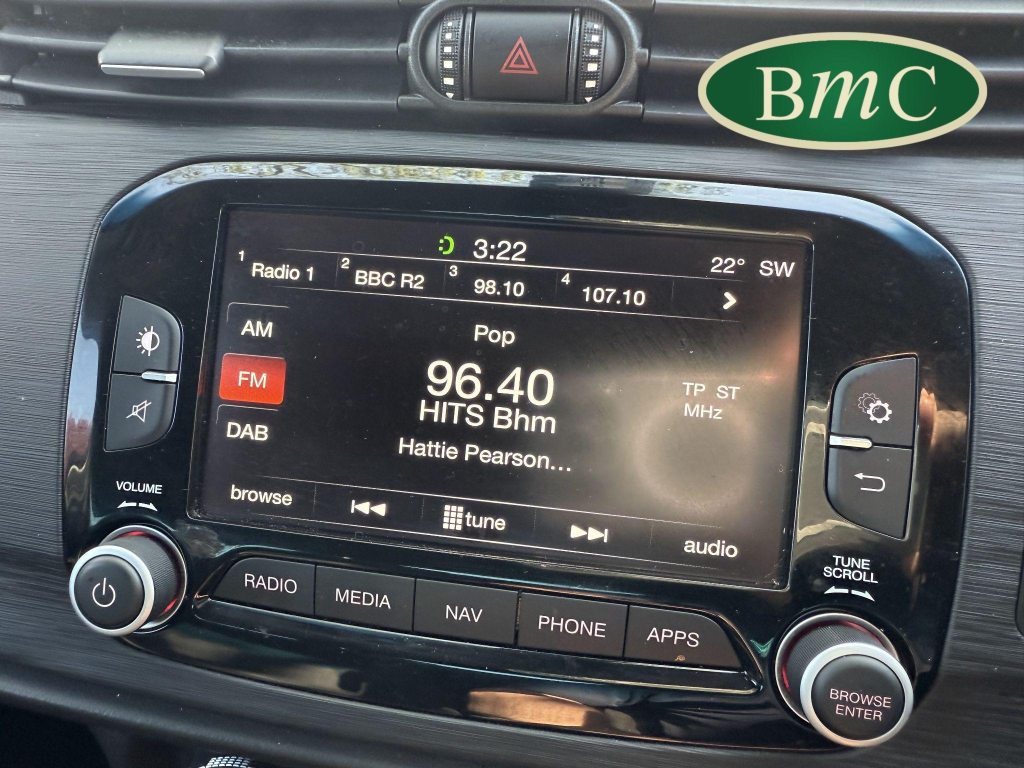 BmC
3:22
22° SW
1 Radio 1 2 BBC R2 3 98.10 4 107.10
AM
Pop
FM
96.40
TP ST
HITS Bhm
MHz
DAB
Hattie Pearson...
browse
tune
audio
VOLUME
TUNE
SCROLL
RADIO MEDIA NAV PHONE APPS
BROWSE
ENTER